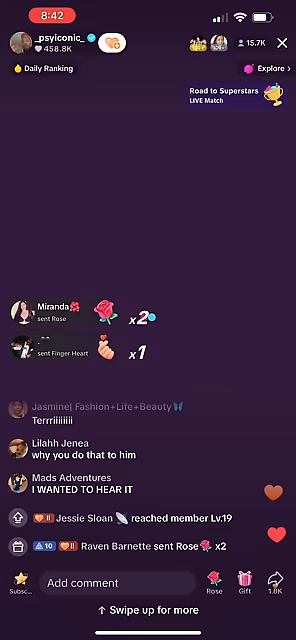 8:42
_psyiconic_
458.8K
15.7K
Daily Ranking
Explore >
Road to Superstars
LIVE Match
Miranda
sent Rose
x2
sent Finger Heart
x1
Jasmine| Fashion+Life+Beauty
Terrriiiiiiii
Lilahh Jenea
why you do that to him
Mads Adventures
I WANTED TO HEAR IT
II Jessie Sloan reached member Lv.19
10 II Raven Barnette sent Rose x2
Subsc...
Add comment
Rose
Gift
1.8K
Swipe up for more